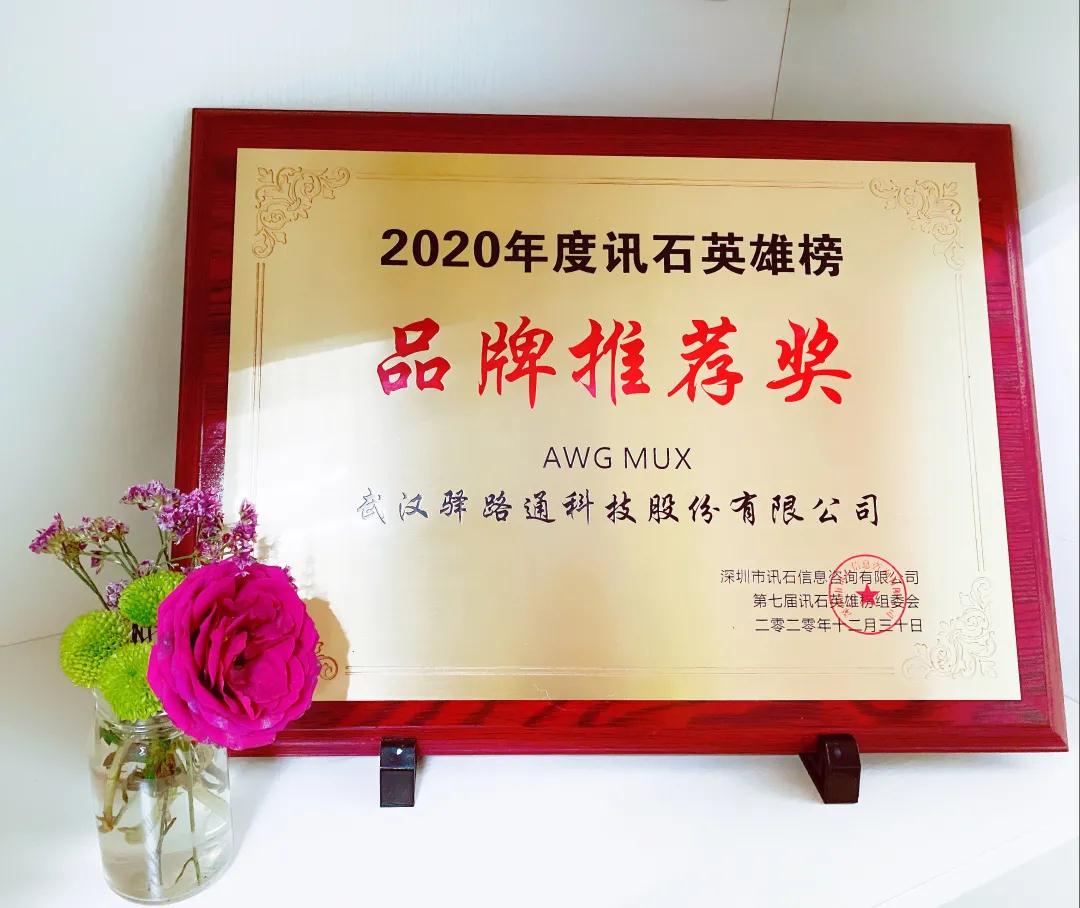 2020年度讯石英雄榜
品牌推荐奖
AWG MUX
武汉驿路通科技股份有限公司
深圳市讯石信息咨询有限公司
第七届讯石英雄榜组委会
二零二零年十二月三十日